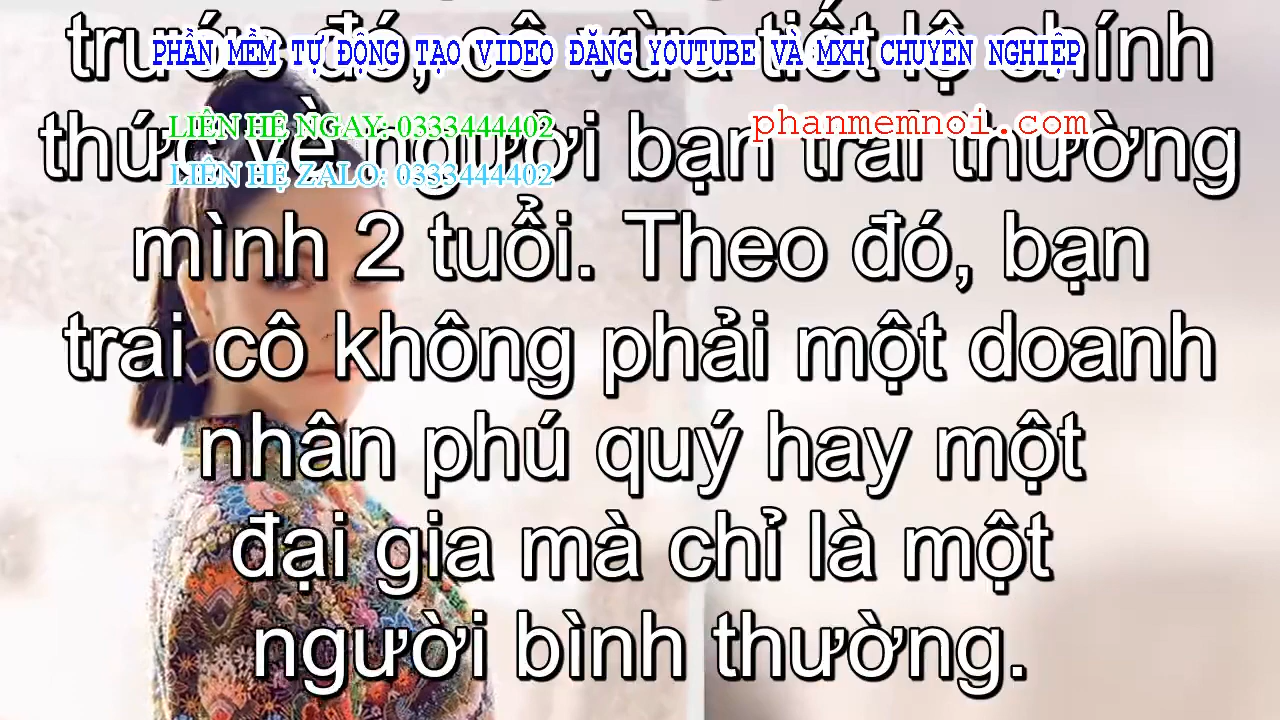 trước đó, cô vừa tiết lộ chính
PHẦN MỀM TỰ ĐỘNG TẠO VIDEO ĐĂNG YOUTUBE VÀ MXH CHUYÊN NGHIỆP
thức về người bạn trai thường
LIÊN HỆ NGAY: 0333444402
phanmemnoi.com
LIÊN HỆ ZALO: 0333444402
mình 2 tuổi. Theo đó, bạn
trai cô không phải một doanh
nhân phú quý hay một
đại gia mà chỉ là một
người bình thường.